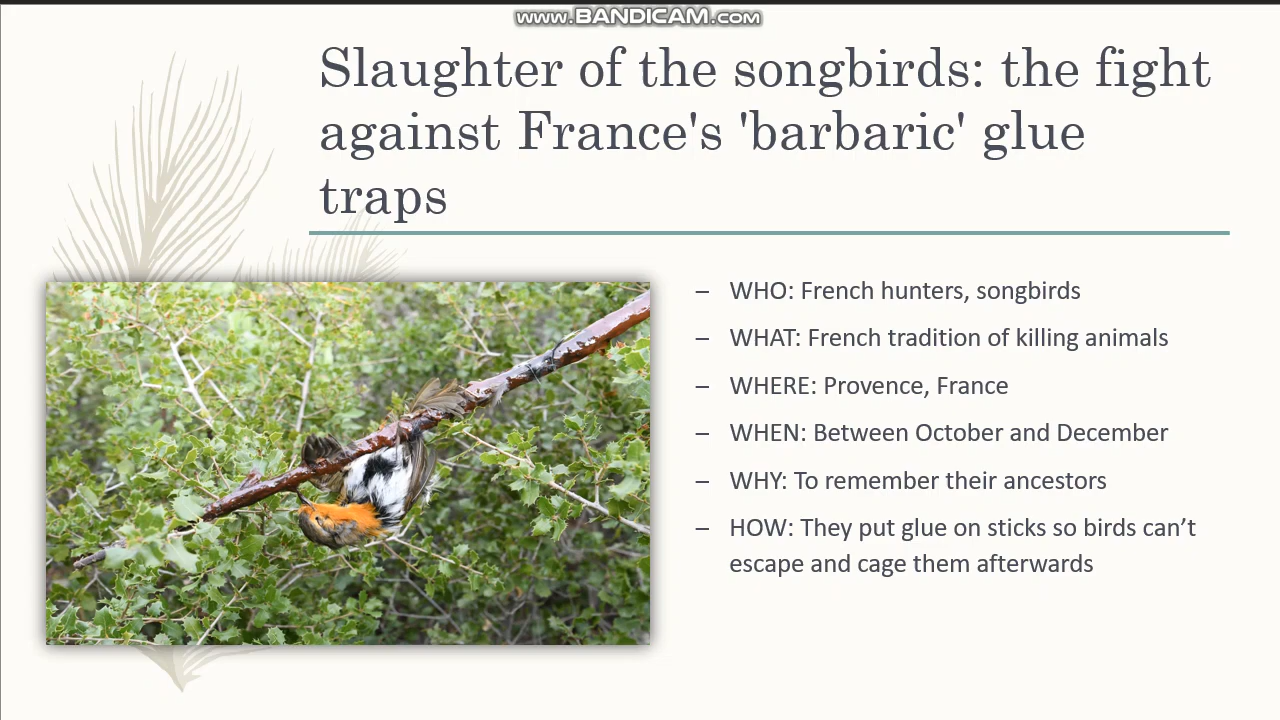 www.BANDICAM.com
Slaughter of the songbirds: the fight
against France's 'barbaric' glue
traps
– WHO: French hunters, songbirds
– WHAT: French tradition of killing animals
– WHERE: Provence, France
– WHEN: Between October and December
– WHY: To remember their ancestors
– HOW: They put glue on sticks so birds can’t
escape and cage them afterwards